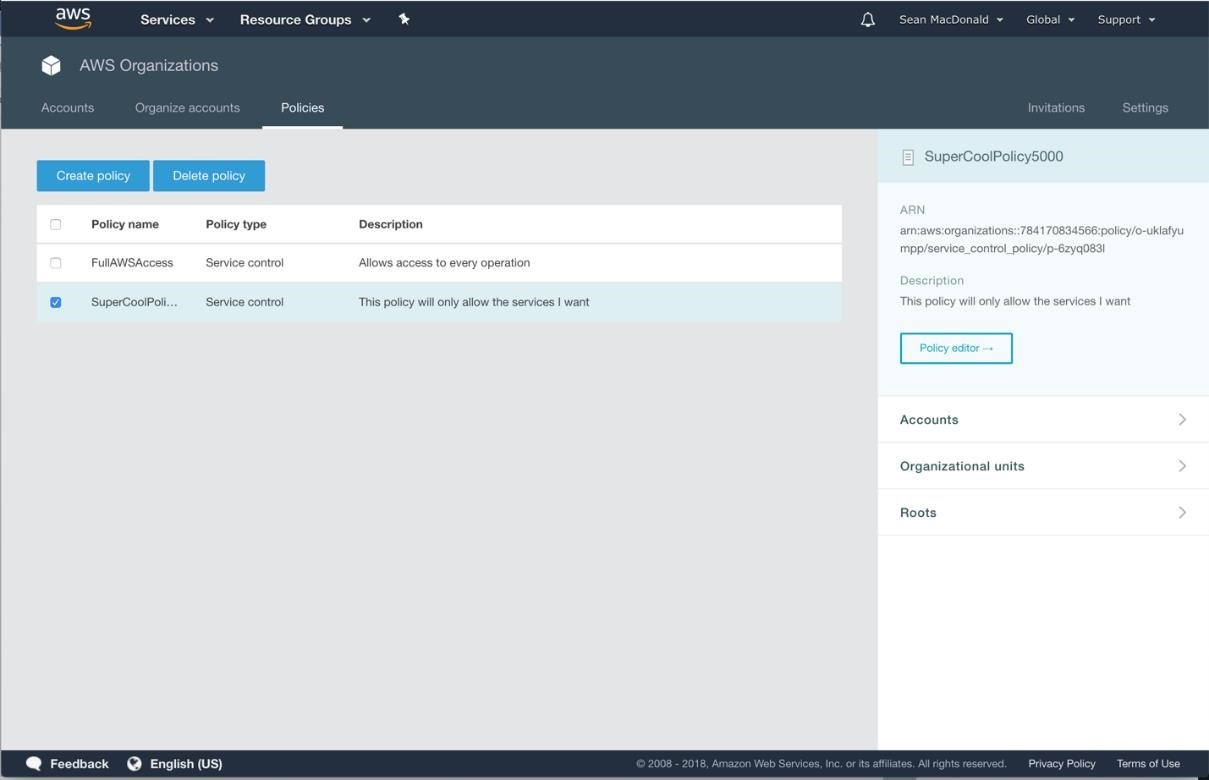 aws Services Resource Groups Sean MacDonald Global Support
AWS Organizations
Accounts Organize accounts Policies Invitations Settings
Create policy Delete policy
Policy name Policy type Description
FullAWSAccess Service control Allows access to every operation
SuperCoolPoli... Service control This policy will only allow the services I want
SuperCoolPolicy5000
ARN
arn:aws:organizations::784170834566:policy/o-uklafyu
mpp/service_control_policy/p-6zyq083l
Description
This policy will only allow the services I want
Policy editor →
Accounts
Organizational units
Roots
Feedback English (US) © 2008 - 2018, Amazon Web Services, Inc. or its affiliates. All rights reserved. Privacy Policy Terms of Use